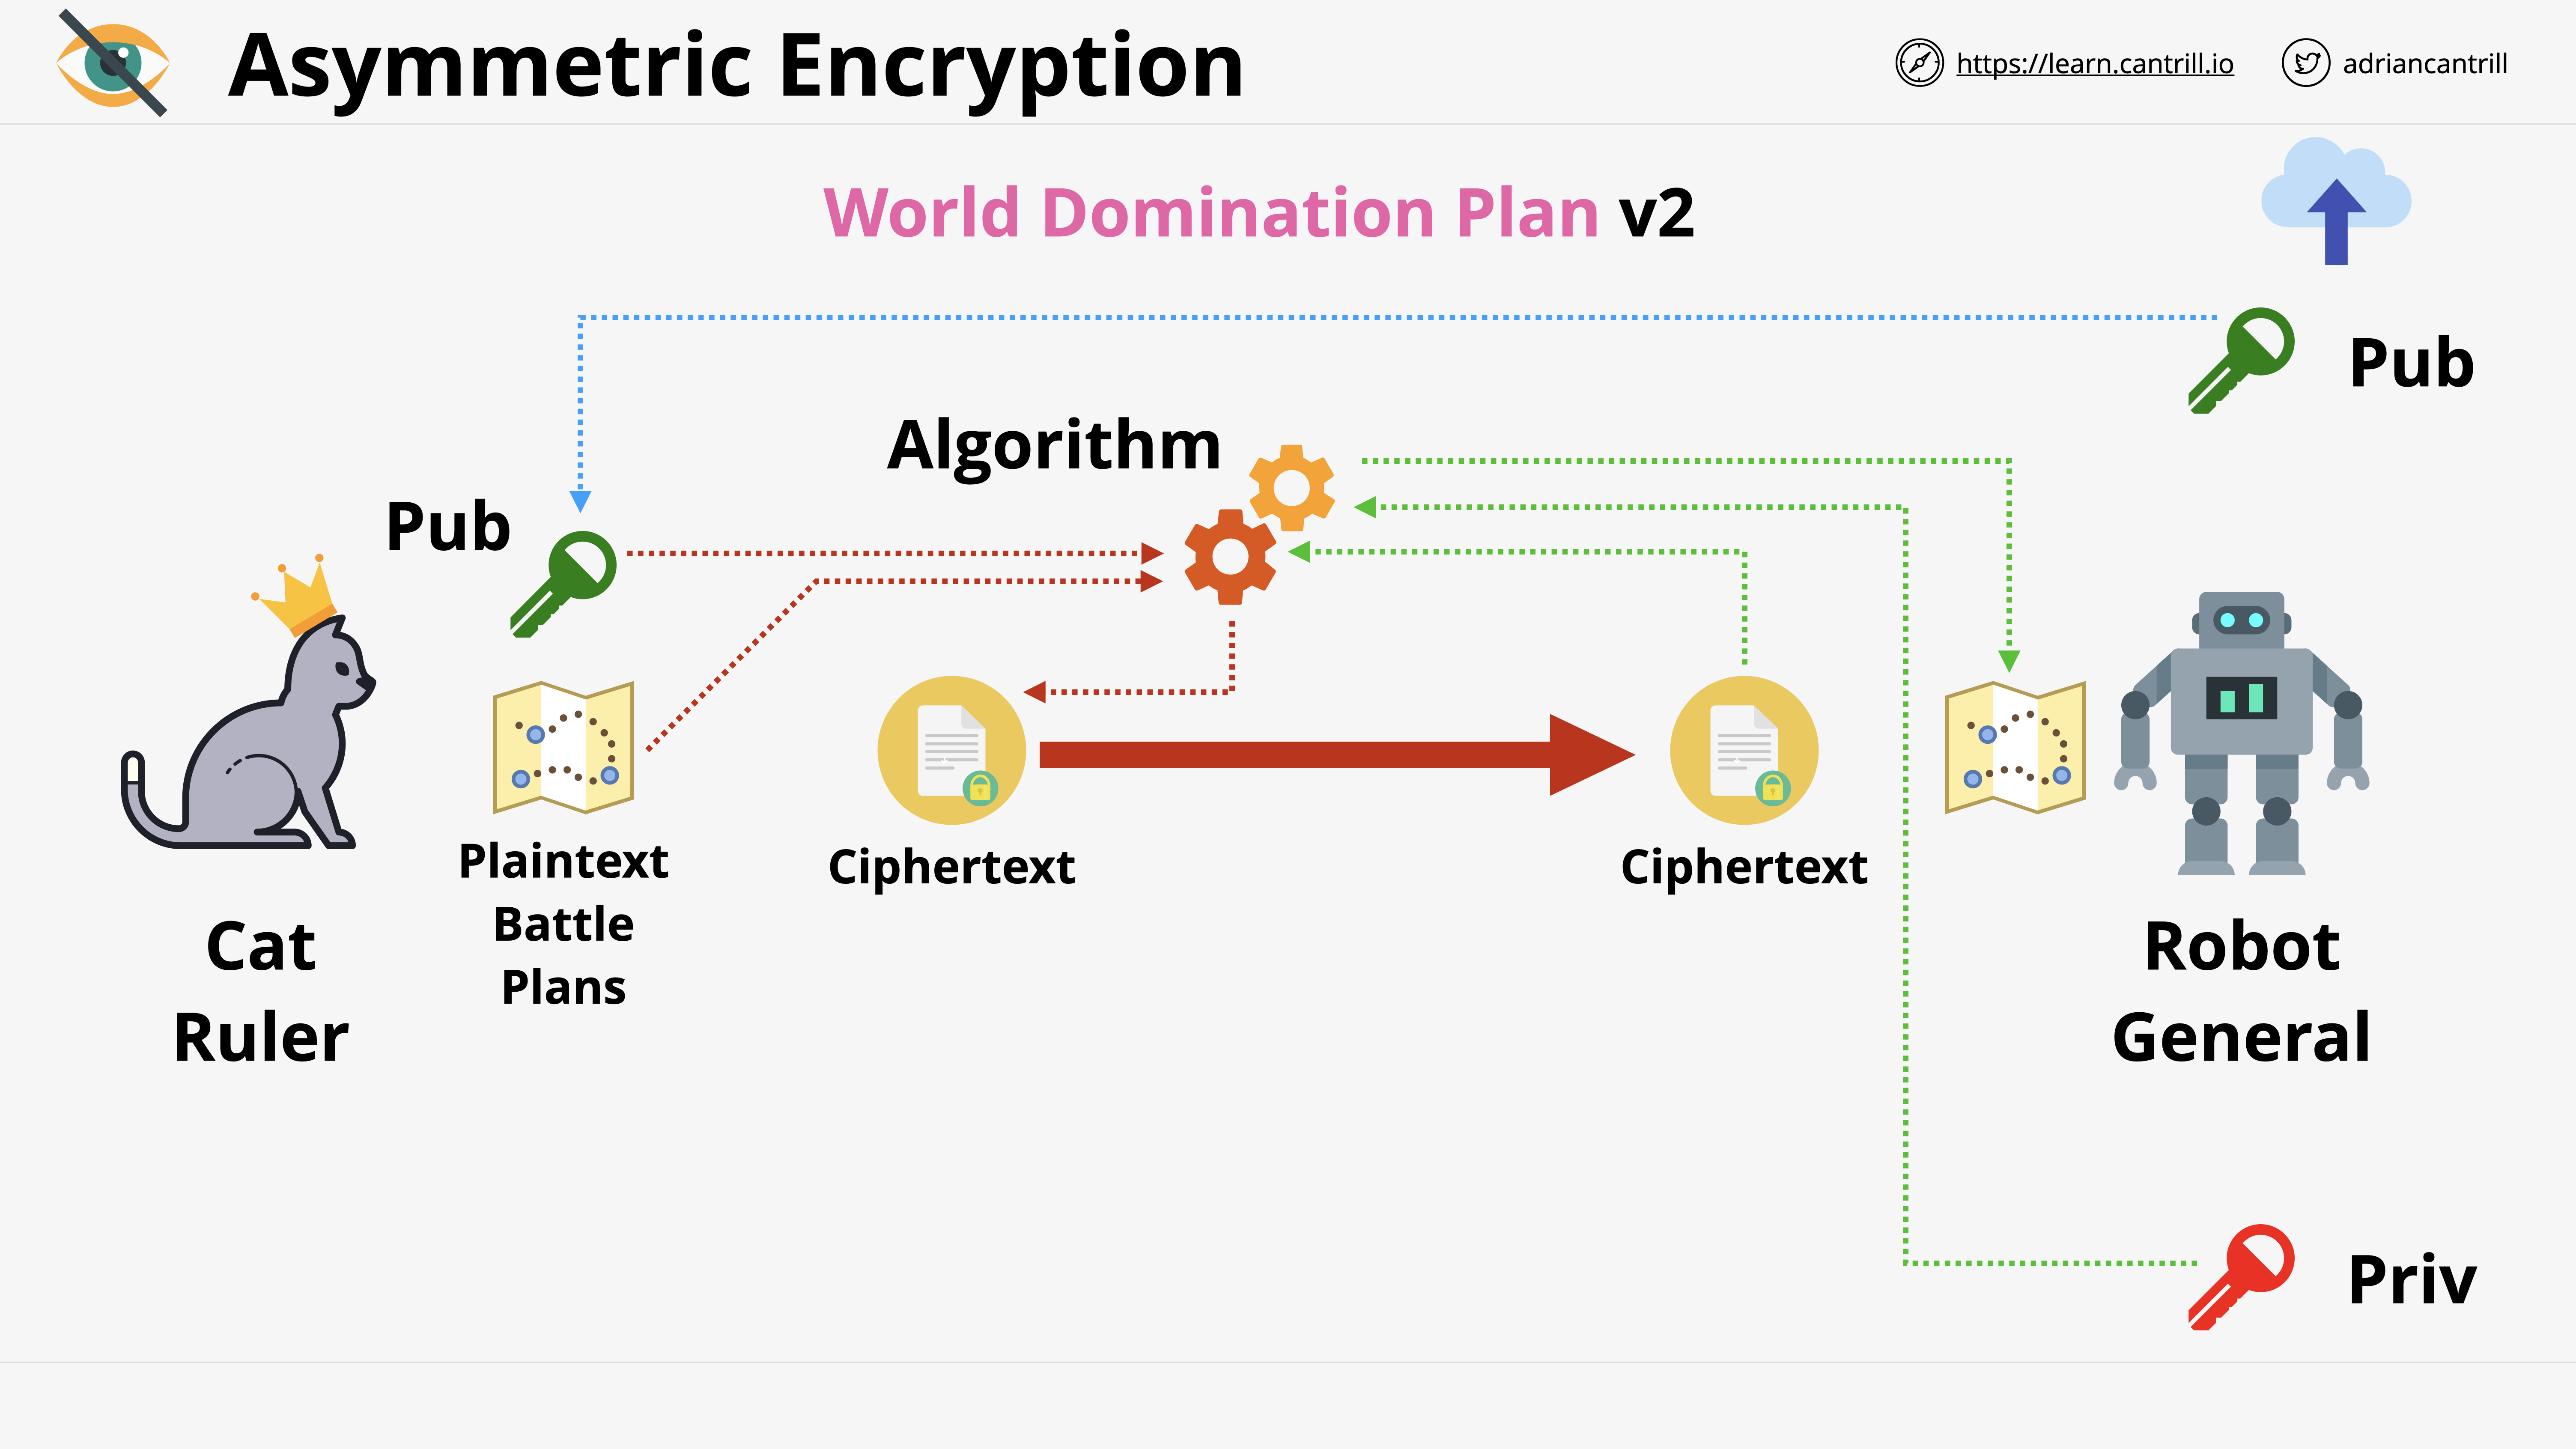 Asymmetric Encryption
https://learn.cantrill.io
adriancantrill
World Domination Plan v2
Pub
Algorithm
Pub
Plaintext
Battle
Plans
Ciphertext
Ciphertext
Cat
Ruler
Robot
General
Priv